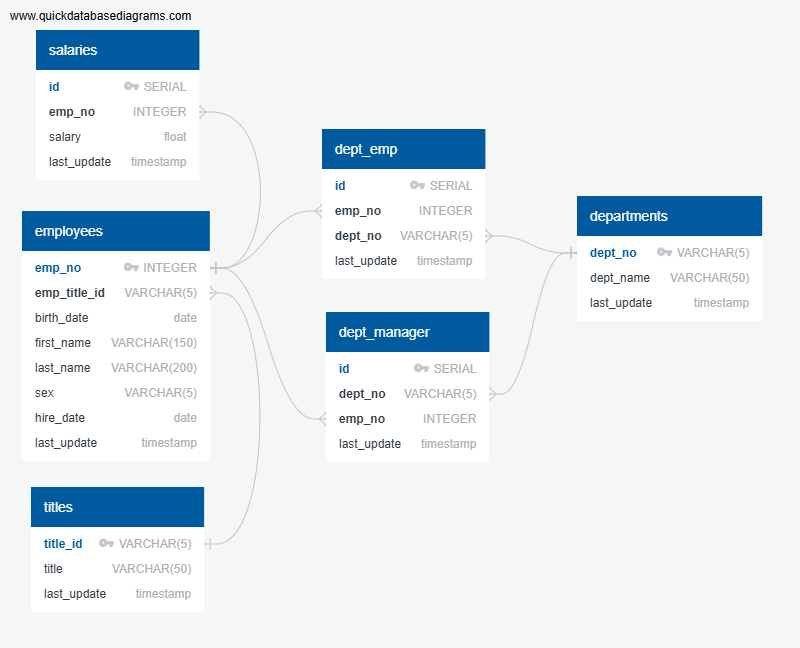 www.quickdatabasediagrams.com
salaries
id SERIAL
emp_no INTEGER
salary float
last_update timestamp
employees
emp_no INTEGER
emp_title_id VARCHAR(5)
birth_date date
first_name VARCHAR(150)
last_name VARCHAR(200)
sex VARCHAR(5)
hire_date date
last_update timestamp
titles
title_id VARCHAR(5)
title VARCHAR(50)
last_update timestamp
dept_emp
id SERIAL
emp_no INTEGER
dept_no VARCHAR(5)
last_update timestamp
dept_manager
id SERIAL
dept_no VARCHAR(5)
emp_no INTEGER
last_update timestamp
departments
dept_no VARCHAR(5)
dept_name VARCHAR(50)
last_update timestamp